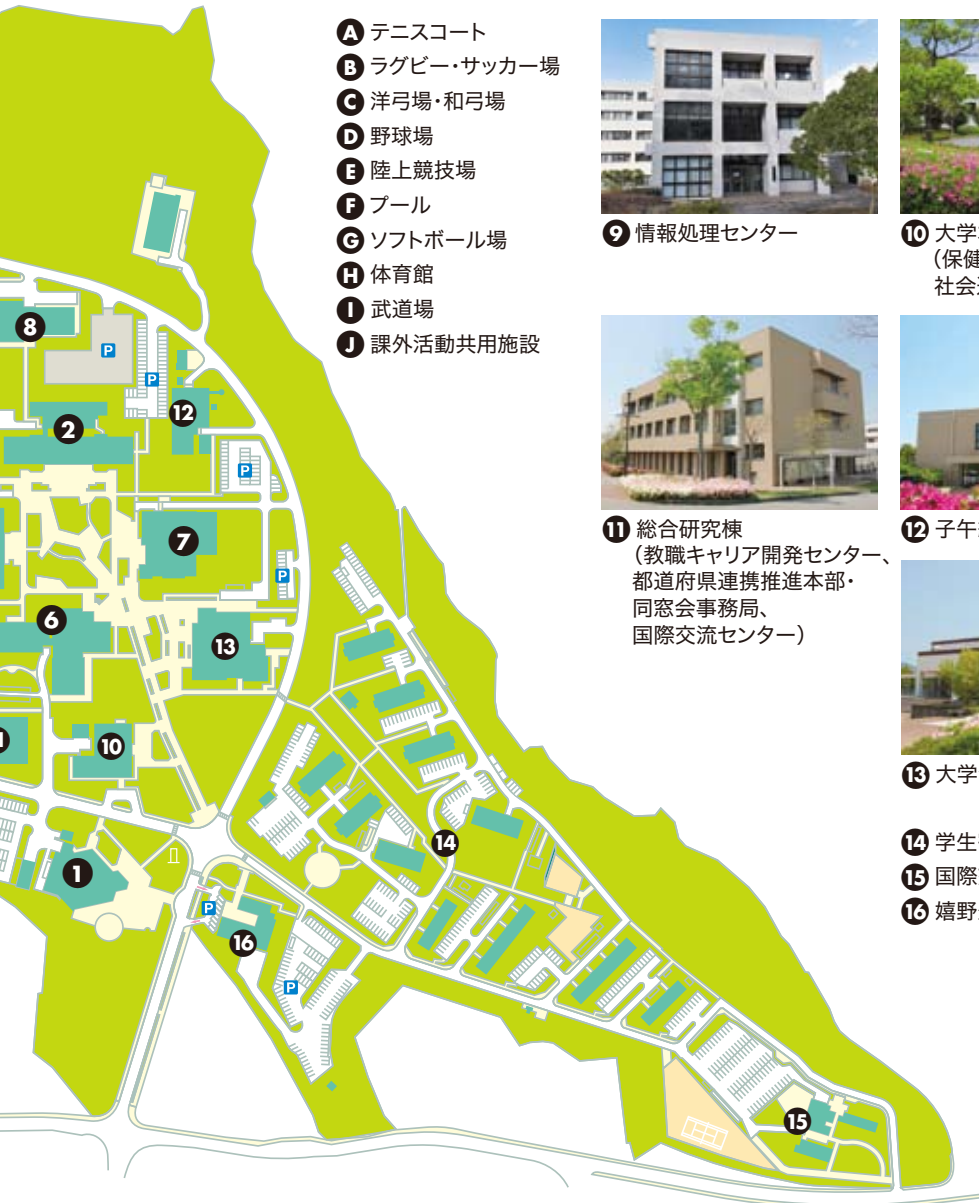 A テニスコート
B ラグビー・サッカー場
C 洋弓場・和弓場
D 野球場
E 陸上競技場
F プール
G ソフトボール場
H 体育館
I 武道場
J 課外活動共用施設
9 情報処理センター
10 大学
（保健
社会
11 総合研究棟
（教職キャリア開発センター、
都道府県連携推進本部・
同窓会事務局、
国際交流センター）
12 子午
13 大学
14 学生
15 国際
16 嬉野
8
P
P
12
2
P
7
P
6
13
10
14
1
P
16
P
15